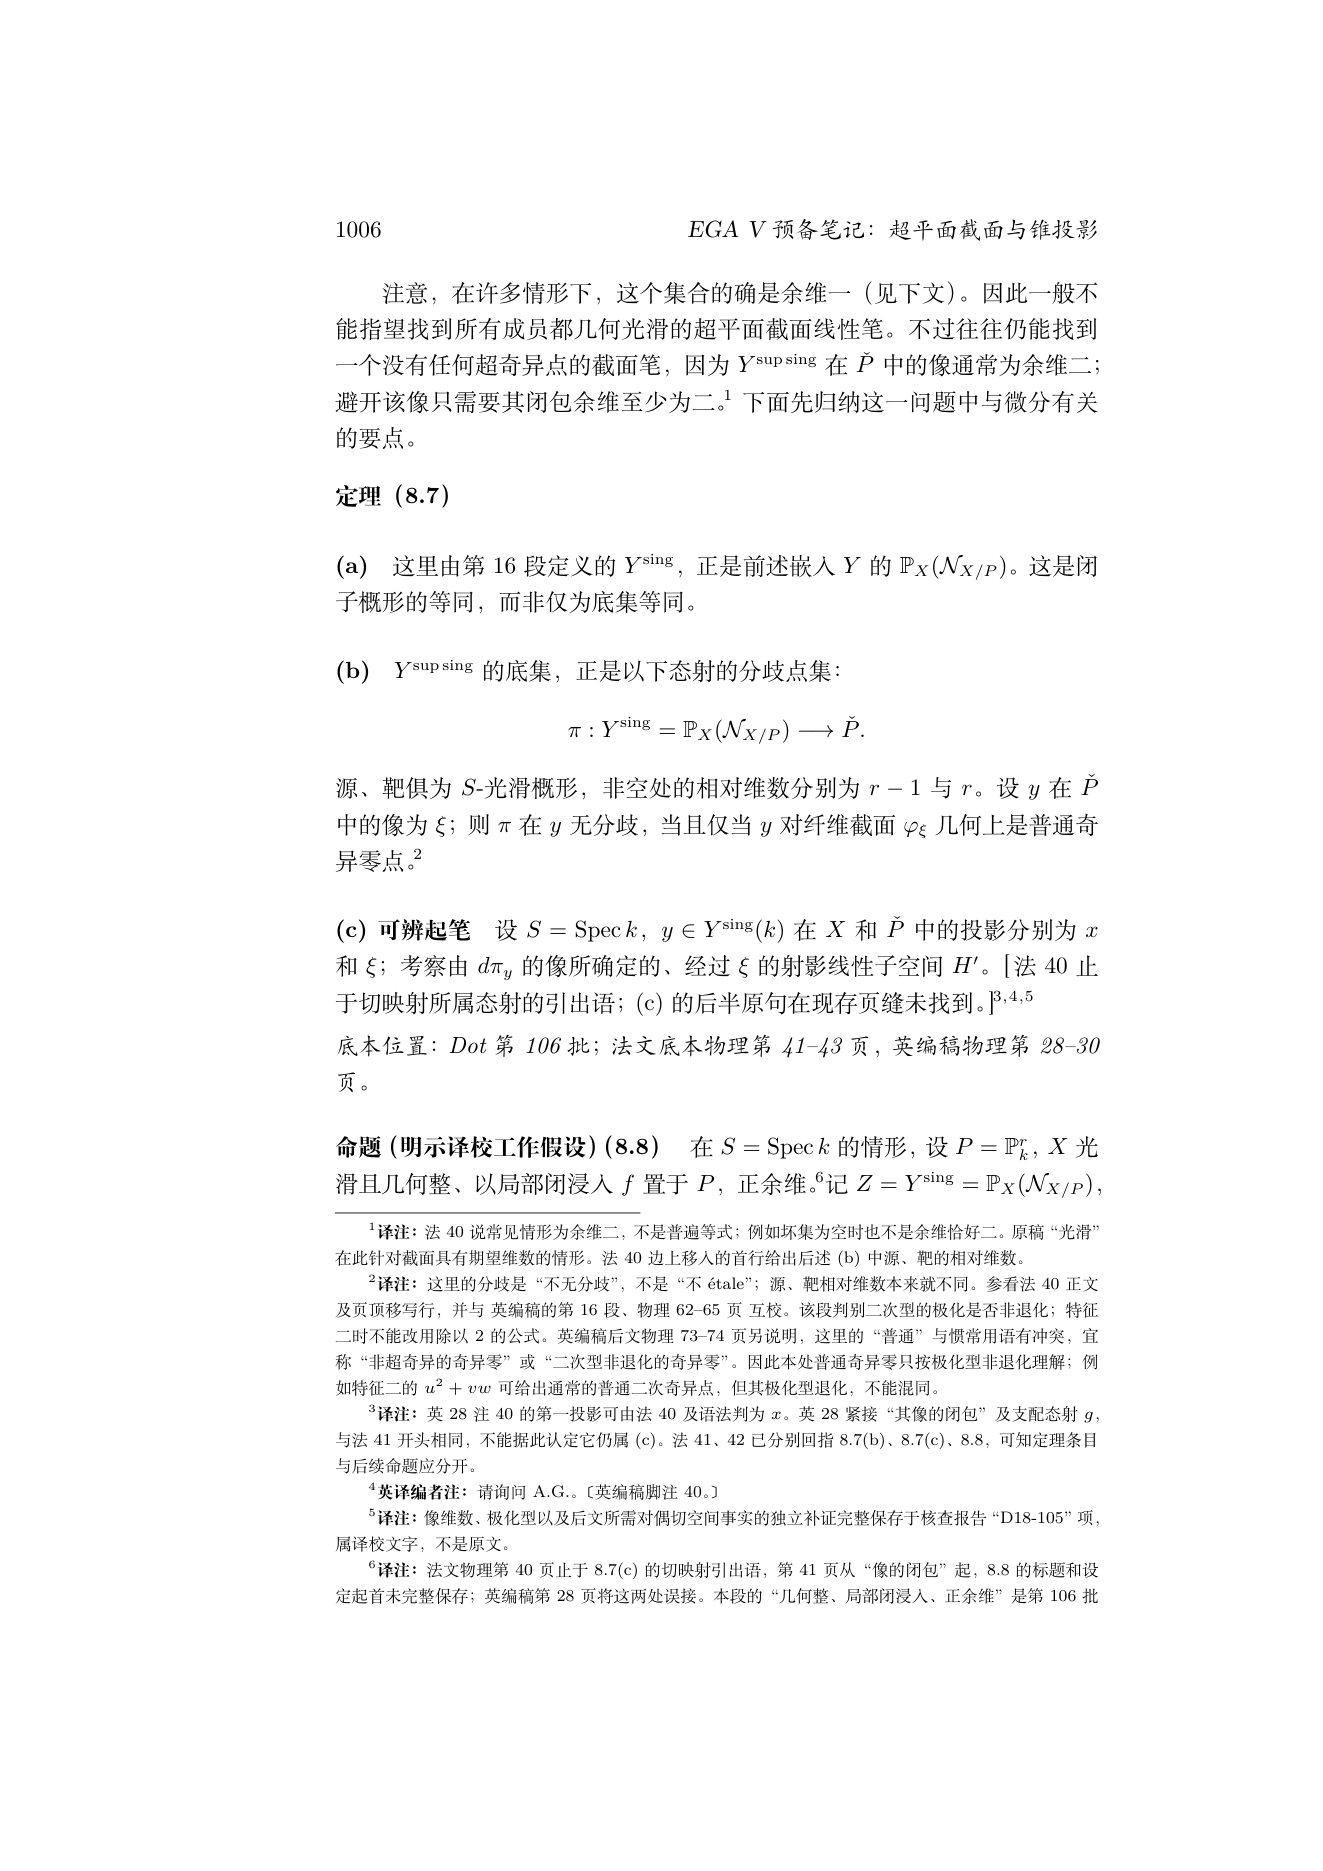 1006 EGA V 预备笔记：超平面截面与锥投影
注意，在许多情形下，这个集合的确是余维一（见下文）。因此一般不
能指望找到所有成员都几何光滑的超平面截面线性笔。不过往往仍能找到
一个没有任何超奇异点的截面笔，因为 Y^{sup sing} 在 P̌ 中的像通常为余维二；
避开该像只需要其闭包余维至少为二。¹ 下面先归纳这一问题中与微分有关
的要点。
定理（8.7）
(a) 这里由第 16 段定义的 Y^{sing}，正是前述嵌入 Y 的 ℙ_X(𝒩_{X/P})。这是闭
子概形的等同，而非仅为底集等同。
(b) Y^{sup sing} 的底集，正是以下态射的分歧点集：
π : Y^{sing} = ℙ_X(𝒩_{X/P}) ⟶ P̌.
源、靶俱为 S-光滑概形，非空处的相对维数分别为 r − 1 与 r。设 y 在 P̌
中的像为 ξ；则 π 在 y 无分歧，当且仅当 y 对纤维截面 φ_ξ 几何上是普通奇
异零点。²
(c) 可辨起笔 设 S = Spec k，y ∈ Y^{sing}(k) 在 X 和 P̌ 中的投影分别为 x
和 ξ；考察由 dπ_y 的像所确定的、经过 ξ 的射影线性子空间 H′。[法 40 止
于切映射所属态射的引出语；(c) 的后半原句在现存页缝未找到。]³,⁴,⁵
底本位置：Dot 第 106 批；法文底本物理第 41–43 页，英编稿物理第 28–30
页。
命题（明示译校工作假设）（8.8） 在 S = Spec k 的情形，设 P = ℙ^r_k，X 光
滑且几何整、以局部闭浸入 f 置于 P，正余维。⁶记 Z = Y^{sing} = ℙ_X(𝒩_{X/P})，
¹译注：法 40 说常见情形为余维二，不是普遍等式；例如坏集为空时也不是余维恰好二。原稿“光滑”
在此针对截面具有期望维数的情形。法 40 边上移入的首行给出后述 (b) 中源、靶的相对维数。
²译注：这里的分歧是“不无分歧”，不是“不 étale”；源、靶相对维数本来就不同。参看法 40 正文
及页顶移写行，并与 英编稿的第 16 段、物理 62–65 页 互校。该段判别二次型的极化是否非退化；特征
二时不能改用除以 2 的公式。英编稿后文物理 73–74 页另说明，这里的“普通”与惯常用语有冲突，宜
称“非超奇异的奇异零”或“二次型非退化的奇异零”。因此本处普通奇异零只按极化型非退化理解；例
如特征二的 u² + vw 可给出通常的普通二次奇异点，但其极化型退化，不能混同。
³译注：英 28 注 40 的第一投影可由法 40 及语法判为 x。英 28 紧接“其像的闭包”及支配态射 g，
与法 41 开头相同，不能据此认定它仍属 (c)。法 41、42 已分别回指 8.7(b)、8.7(c)、8.8，可知定理条目
与后续命题应分开。
⁴英译编者注：请询问 A.G.。〔英编稿脚注 40。〕
⁵译注：像维数、极化型以及后文所需对偶切空间事实的独立补证完整保存于核查报告“D18-105”项，
属译校文字，不是原文。
⁶译注：法文物理第 40 页止于 8.7(c) 的切映射引出语，第 41 页从“像的闭包”起，8.8 的标题和设
定起首未完整保存；英编稿第 28 页将这两处误接。本段的“几何整、局部闭浸入、正余维”是第 106 批